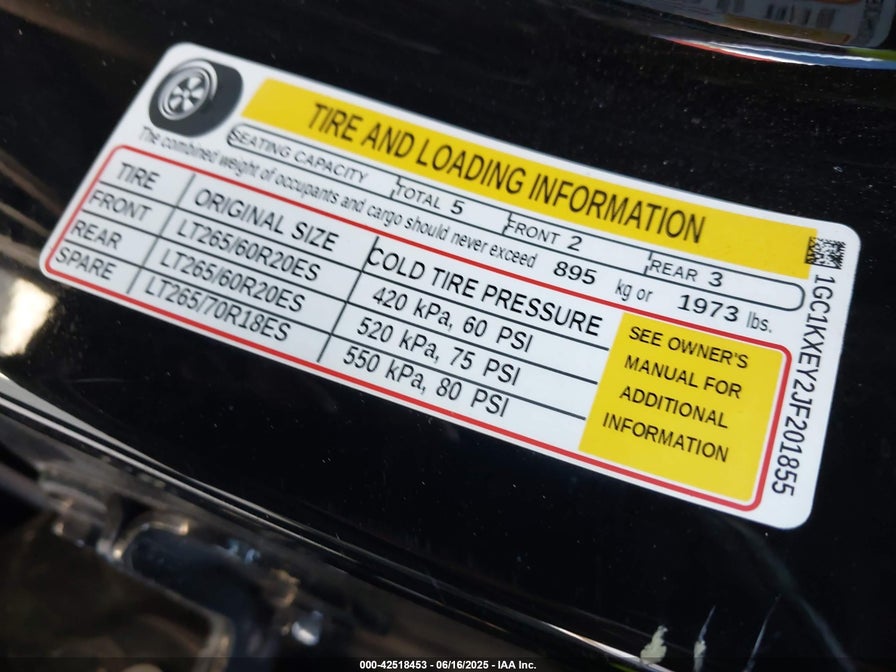 TIRE AND LOADING INFORMATION
SEATING CAPACITY TOTAL 5 FRONT 2 REAR 3
The combined weight of occupants and cargo should never exceed 895 kg or 1973 lbs.
TIRE ORIGINAL SIZE COLD TIRE PRESSURE
FRONT LT265/60R20ES 420 kPa, 60 PSI
REAR LT265/60R20ES 520 kPa, 75 PSI
SPARE LT265/70R18ES 550 kPa, 80 PSI
SEE OWNER'S
MANUAL FOR
ADDITIONAL
INFORMATION
1GC1KXEY2JF201855
000-42518453 - 06/16/2025 - IAA Inc.